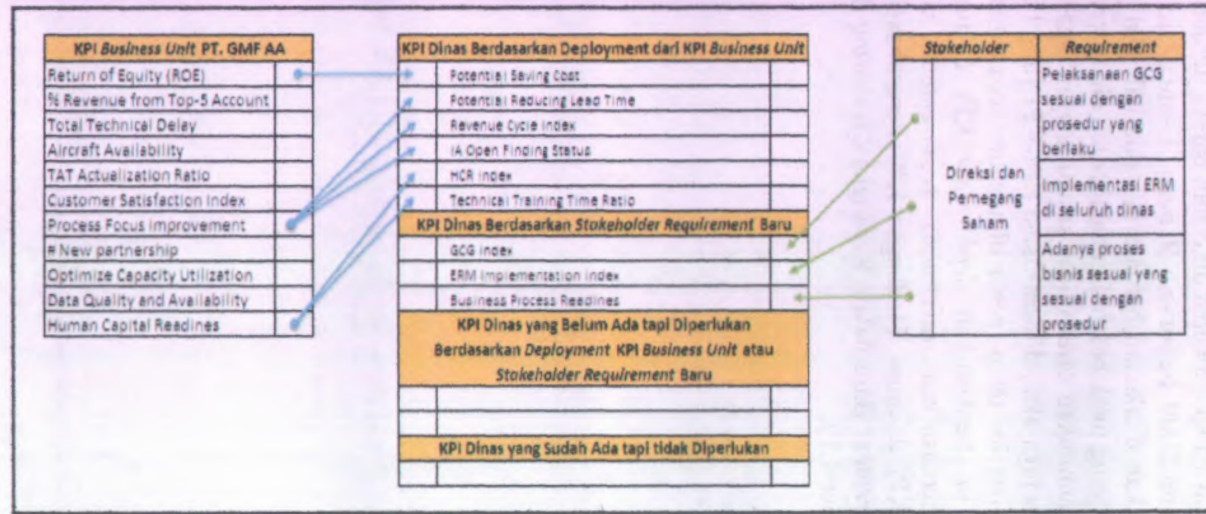 KPI Business Unit PT. GMF AA
Return of Equity (ROE)
% Revenue from Top-5 Account
Total Technical Delay
Aircraft Availability
TAT Actualization Ratio
Customer Satisfaction Index
Process Focus Improvement
# New partnership
Optimize Capacity Utilization
Data Quality and Availability
Human Capital Readines
KPI Dinas Berdasarkan Deployment dari KPI Business Unit
Potential Saving Cost
Potential Reducing Lead Time
Revenue Cycle Index
IA Open Finding Status
HCR Index
Technical Training Time Ratio
KPI Dinas Berdasarkan Stakeholder Requirement Baru
GCG Index
ERM Implementation Index
Business Process Readines
KPI Dinas yang Belum Ada tapi Diperlukan
Berdasarkan Deployment KPI Business Unit atau
Stakeholder Requirement Baru
KPI Dinas yang Sudah Ada tapi tidak Diperlukan
Stakeholder
Requirement
Direksi dan
Pemegang
Saham
Pelaksanaan GCG
sesuai dengan
prosedur yang
berlaku
Implementasi ERM
di seluruh dinas
Adanya proses
bisnis sesuai yang
sesuai dengan
prosedur